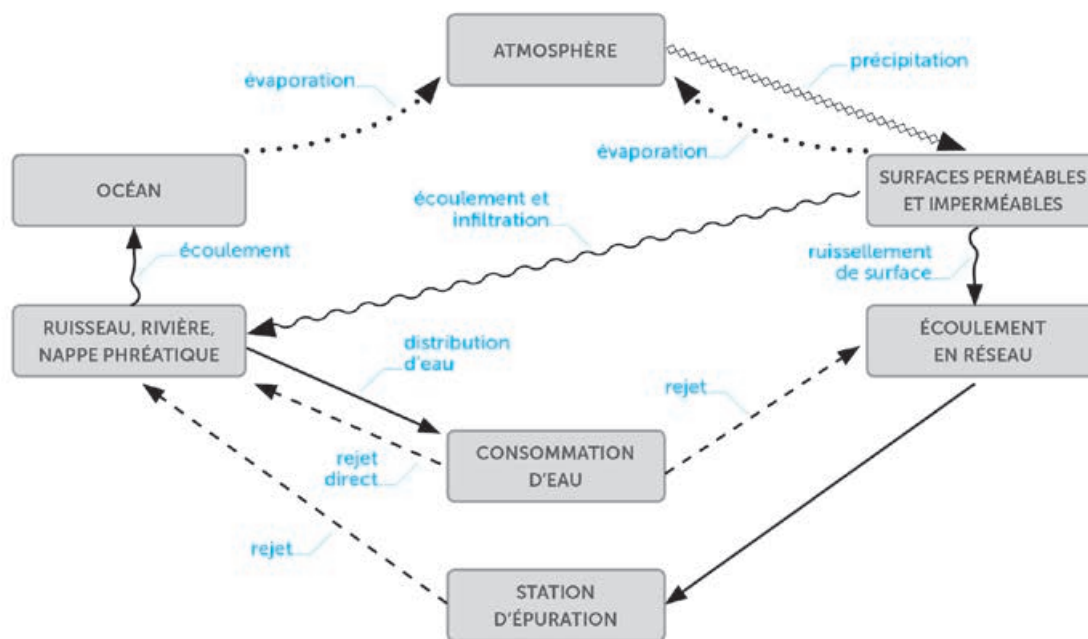 ATMOSPHÈRE
précipitation
évaporation
évaporation
OCÉAN
SURFACES PERMÉABLES
ET IMPERMÉABLES
écoulement et
infiltration
écoulement
ruissellement
de surface
RUISSEAU, RIVIÈRE,
NAPPE PHRÉATIQUE
ÉCOULEMENT
EN RÉSEAU
distribution
d'eau
rejet
CONSOMMATION
D'EAU
rejet
direct
rejet
STATION
D'ÉPURATION